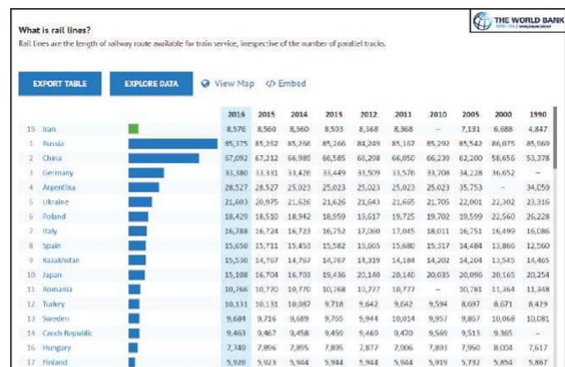 THE WORLD BANK
What is rail lines?
Rail lines are the length of railway route available for train service, irrespective of the number of parallel tracks.
EXPORT TABLE EXPLORE DATA View Map </> Embed
2016 2015 2014 2013 2012 2011 2010 2005 2000 1990
15 Iran 8,576 8,560 8,560 8,593 8,368 8,368 – 7,131 6,688 4,847
1 Russia 85,375 85,262 85,266 85,266 84,249 85,167 85,292 85,542 86,075 85,969
2 China 67,092 67,212 66,989 66,585 66,298 66,050 66,239 62,200 58,656 53,378
3 Germany 33,380 33,331 33,426 33,449 33,509 33,576 33,708 34,228 36,652 –
4 Argentina 28,527 28,527 25,023 25,023 25,023 25,023 25,023 35,753 – 34,059
5 Ukraine 21,603 20,975 21,626 21,626 21,643 21,665 21,705 22,001 22,302 23,316
6 Poland 18,429 18,510 18,942 18,959 19,725 19,702 19,599 22,560 26,228
7 Italy 16,788 16,724 16,723 16,752 17,060 17,045 18,011 16,751 16,499 16,086
8 Spain 15,650 15,711 15,453 15,582 15,665 15,680 15,317 14,484 13,866 12,560
9 Kazakhstan 15,530 14,767 14,767 14,767 14,319 14,184 14,202 14,204 13,545 14,465
10 Japan 15,108 16,704 16,703 19,436 20,140 20,140 20,035 20,096 20,165 20,254
11 Romania 10,766 10,770 10,770 10,768 10,777 10,777 – 10,781 11,364 11,348
12 Turkey 10,131 10,131 10,087 9,718 9,642 9,642 9,594 8,697 8,671 8,429
13 Sweden 9,684 9,716 9,689 9,765 9,944 10,014 9,957 9,867 10,068 10,081
14 Czech Republic 9,463 9,467 9,458 9,459 9,469 9,470 9,569 9,513 9,365 –
16 Hungary 7,749 7,896 7,895 7,895 7,877 7,906 7,893 7,950 8,004 7,617
17 Finland 5,926 5,923 5,944 5,944 5,944 5,944 5,919 5,732 5,854 5,867